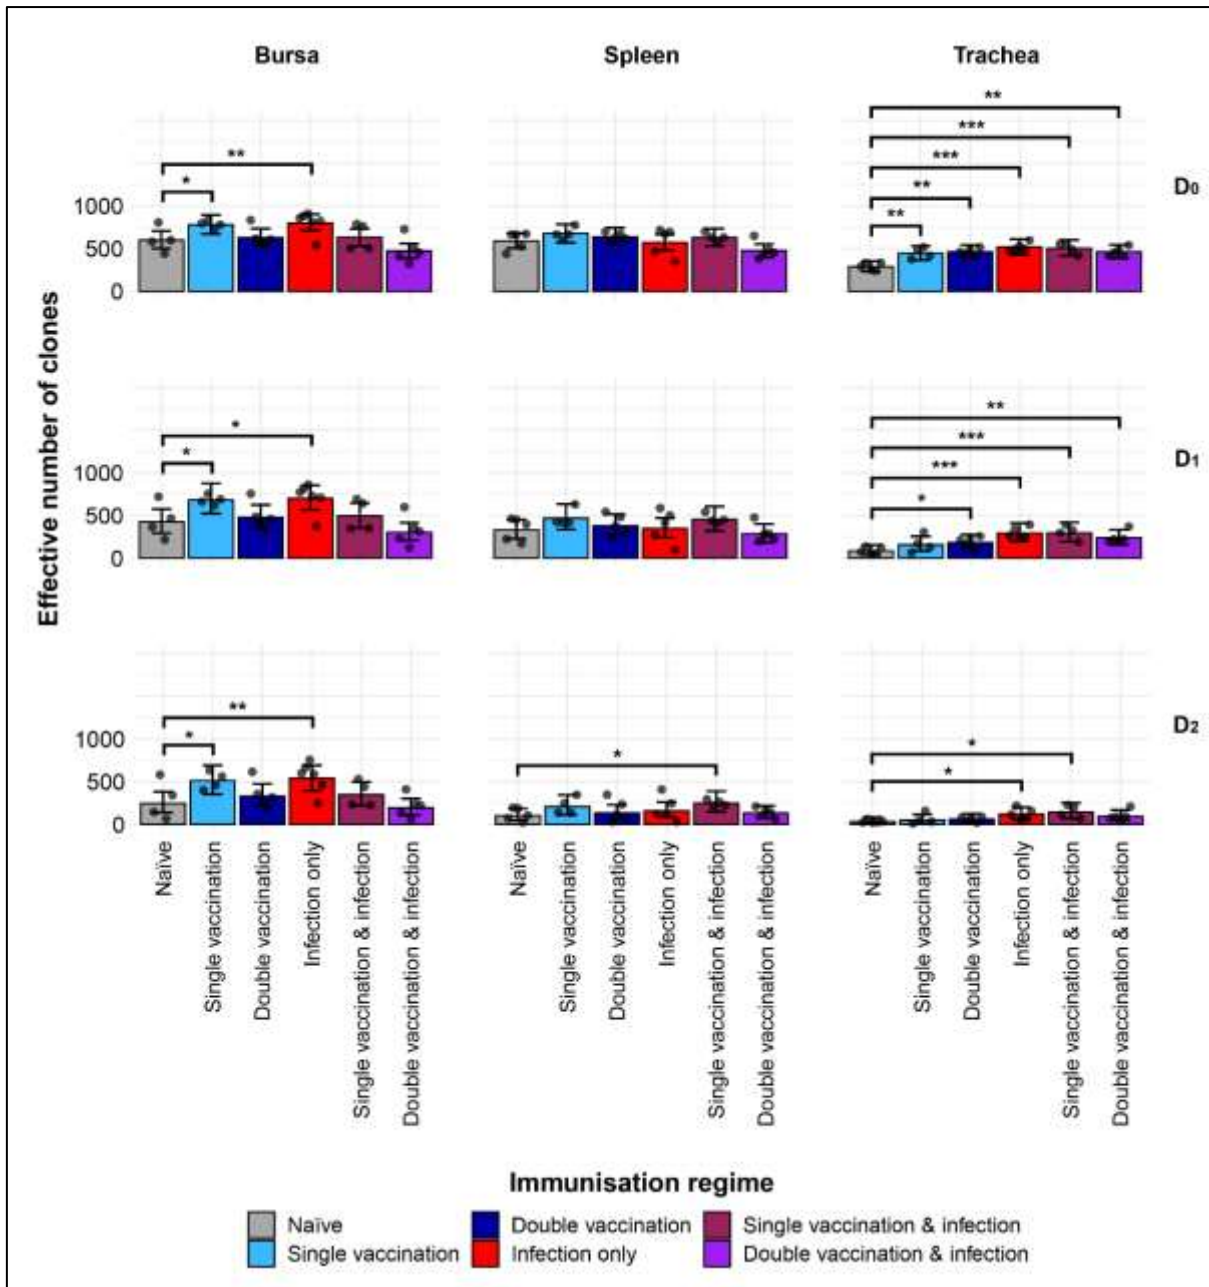 Bursa
Spleen
Trachea
Effective number of clones
** 
*
1000
500
0
**
***
***
**
**
D0
*
*
1000
500
0
**
***
***
*
D1
**
*
1000
500
0
*
*
*
D2
Naïve
Single vaccination
Double vaccination
Infection only
Single vaccination & infection
Double vaccination & infection
Naïve
Single vaccination
Double vaccination
Infection only
Single vaccination & infection
Double vaccination & infection
Naïve
Single vaccination
Double vaccination
Infection only
Single vaccination & infection
Double vaccination & infection
Immunisation regime
Naïve
Double vaccination
Single vaccination & infection
Single vaccination
Infection only
Double vaccination & infection